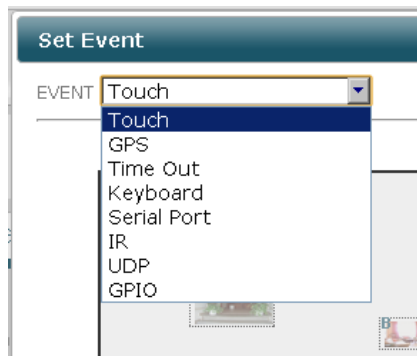 Set Event
EVENT Touch
Touch
GPS
Time Out
Keyboard
Serial Port
IR
UDP
GPIO
B